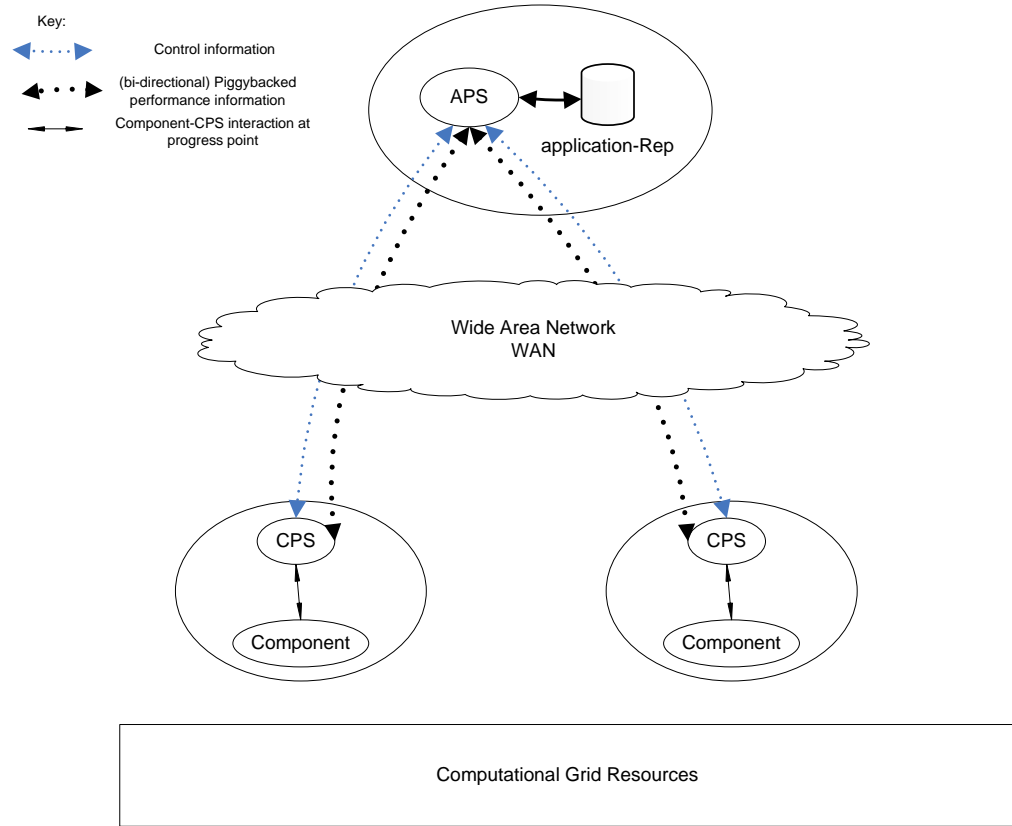 Key:
Control information
(bi-directional) Piggybacked
performance information
Component-CPS interaction at
progress point
APS
application-Rep
Wide Area Network
WAN
CPS
CPS
Component
Component
Computational Grid Resources